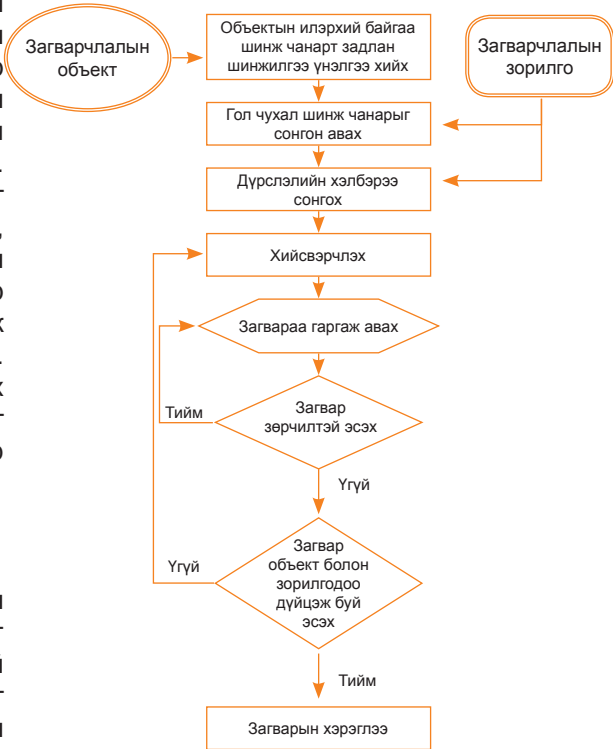 Загварчлалын
объект
Объектын илэрхий байгаа
шинж чанарт задлан
шинжилгээ үнэлгээ хийх
Загварчлалын
зорилго
Гол чухал шинж чанарыг
сонгон авах
Дүрслэлийн хэлбэрээ
сонгох
Хийсвэрчлэх
Загвараа гаргаж авах
Тийм
Загвар
зөрчилтэй эсэх
Үгүй
Үгүй
Загвар
объект болон
зорилгодоо
дүйцэж буй
эсэх
Тийм
Загварын хэрэглээ